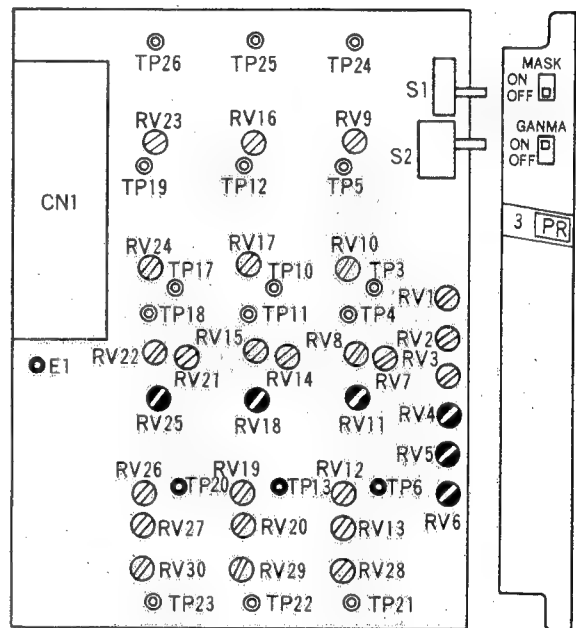 TP26 TP25 TP24
MASK
ON
OFF
S1
RV23 RV16 RV9
GANMA
ON
OFF
S2
TP19 TP12 TP5
CN1
3 PR
RV24 RV17 RV10
TP17 TP10 TP3
RV1
TP18 TP11 TP4
RV15 RV8 RV2
RV22 RV3
E1 RV21 RV14 RV7
RV25 RV18 RV11 RV4
RV5
RV26 RV19 RV12
TP20 TP13 TP6
RV6
RV27 RV20 RV13
RV30 RV29 RV28
TP23 TP22 TP21